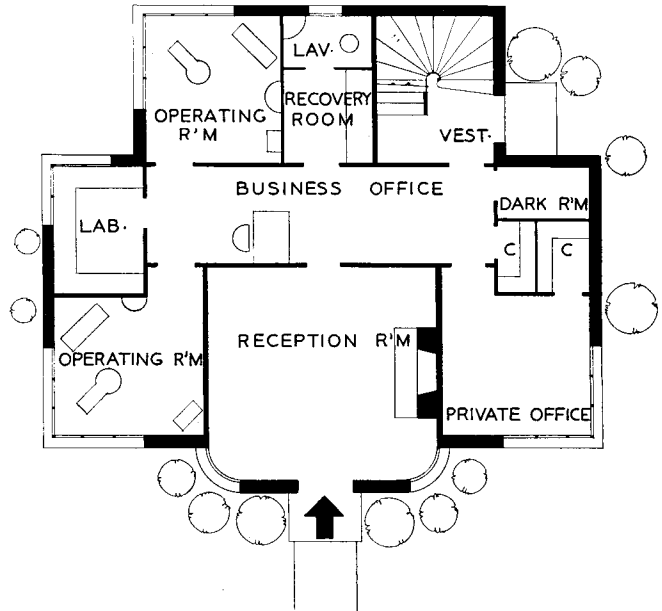 LAV.
OPERATING
R'M
RECOVERY
ROOM
VEST.
BUSINESS OFFICE
DARK R'M
LAB.
C
C
RECEPTION R'M
OPERATING R'M
PRIVATE OFFICE